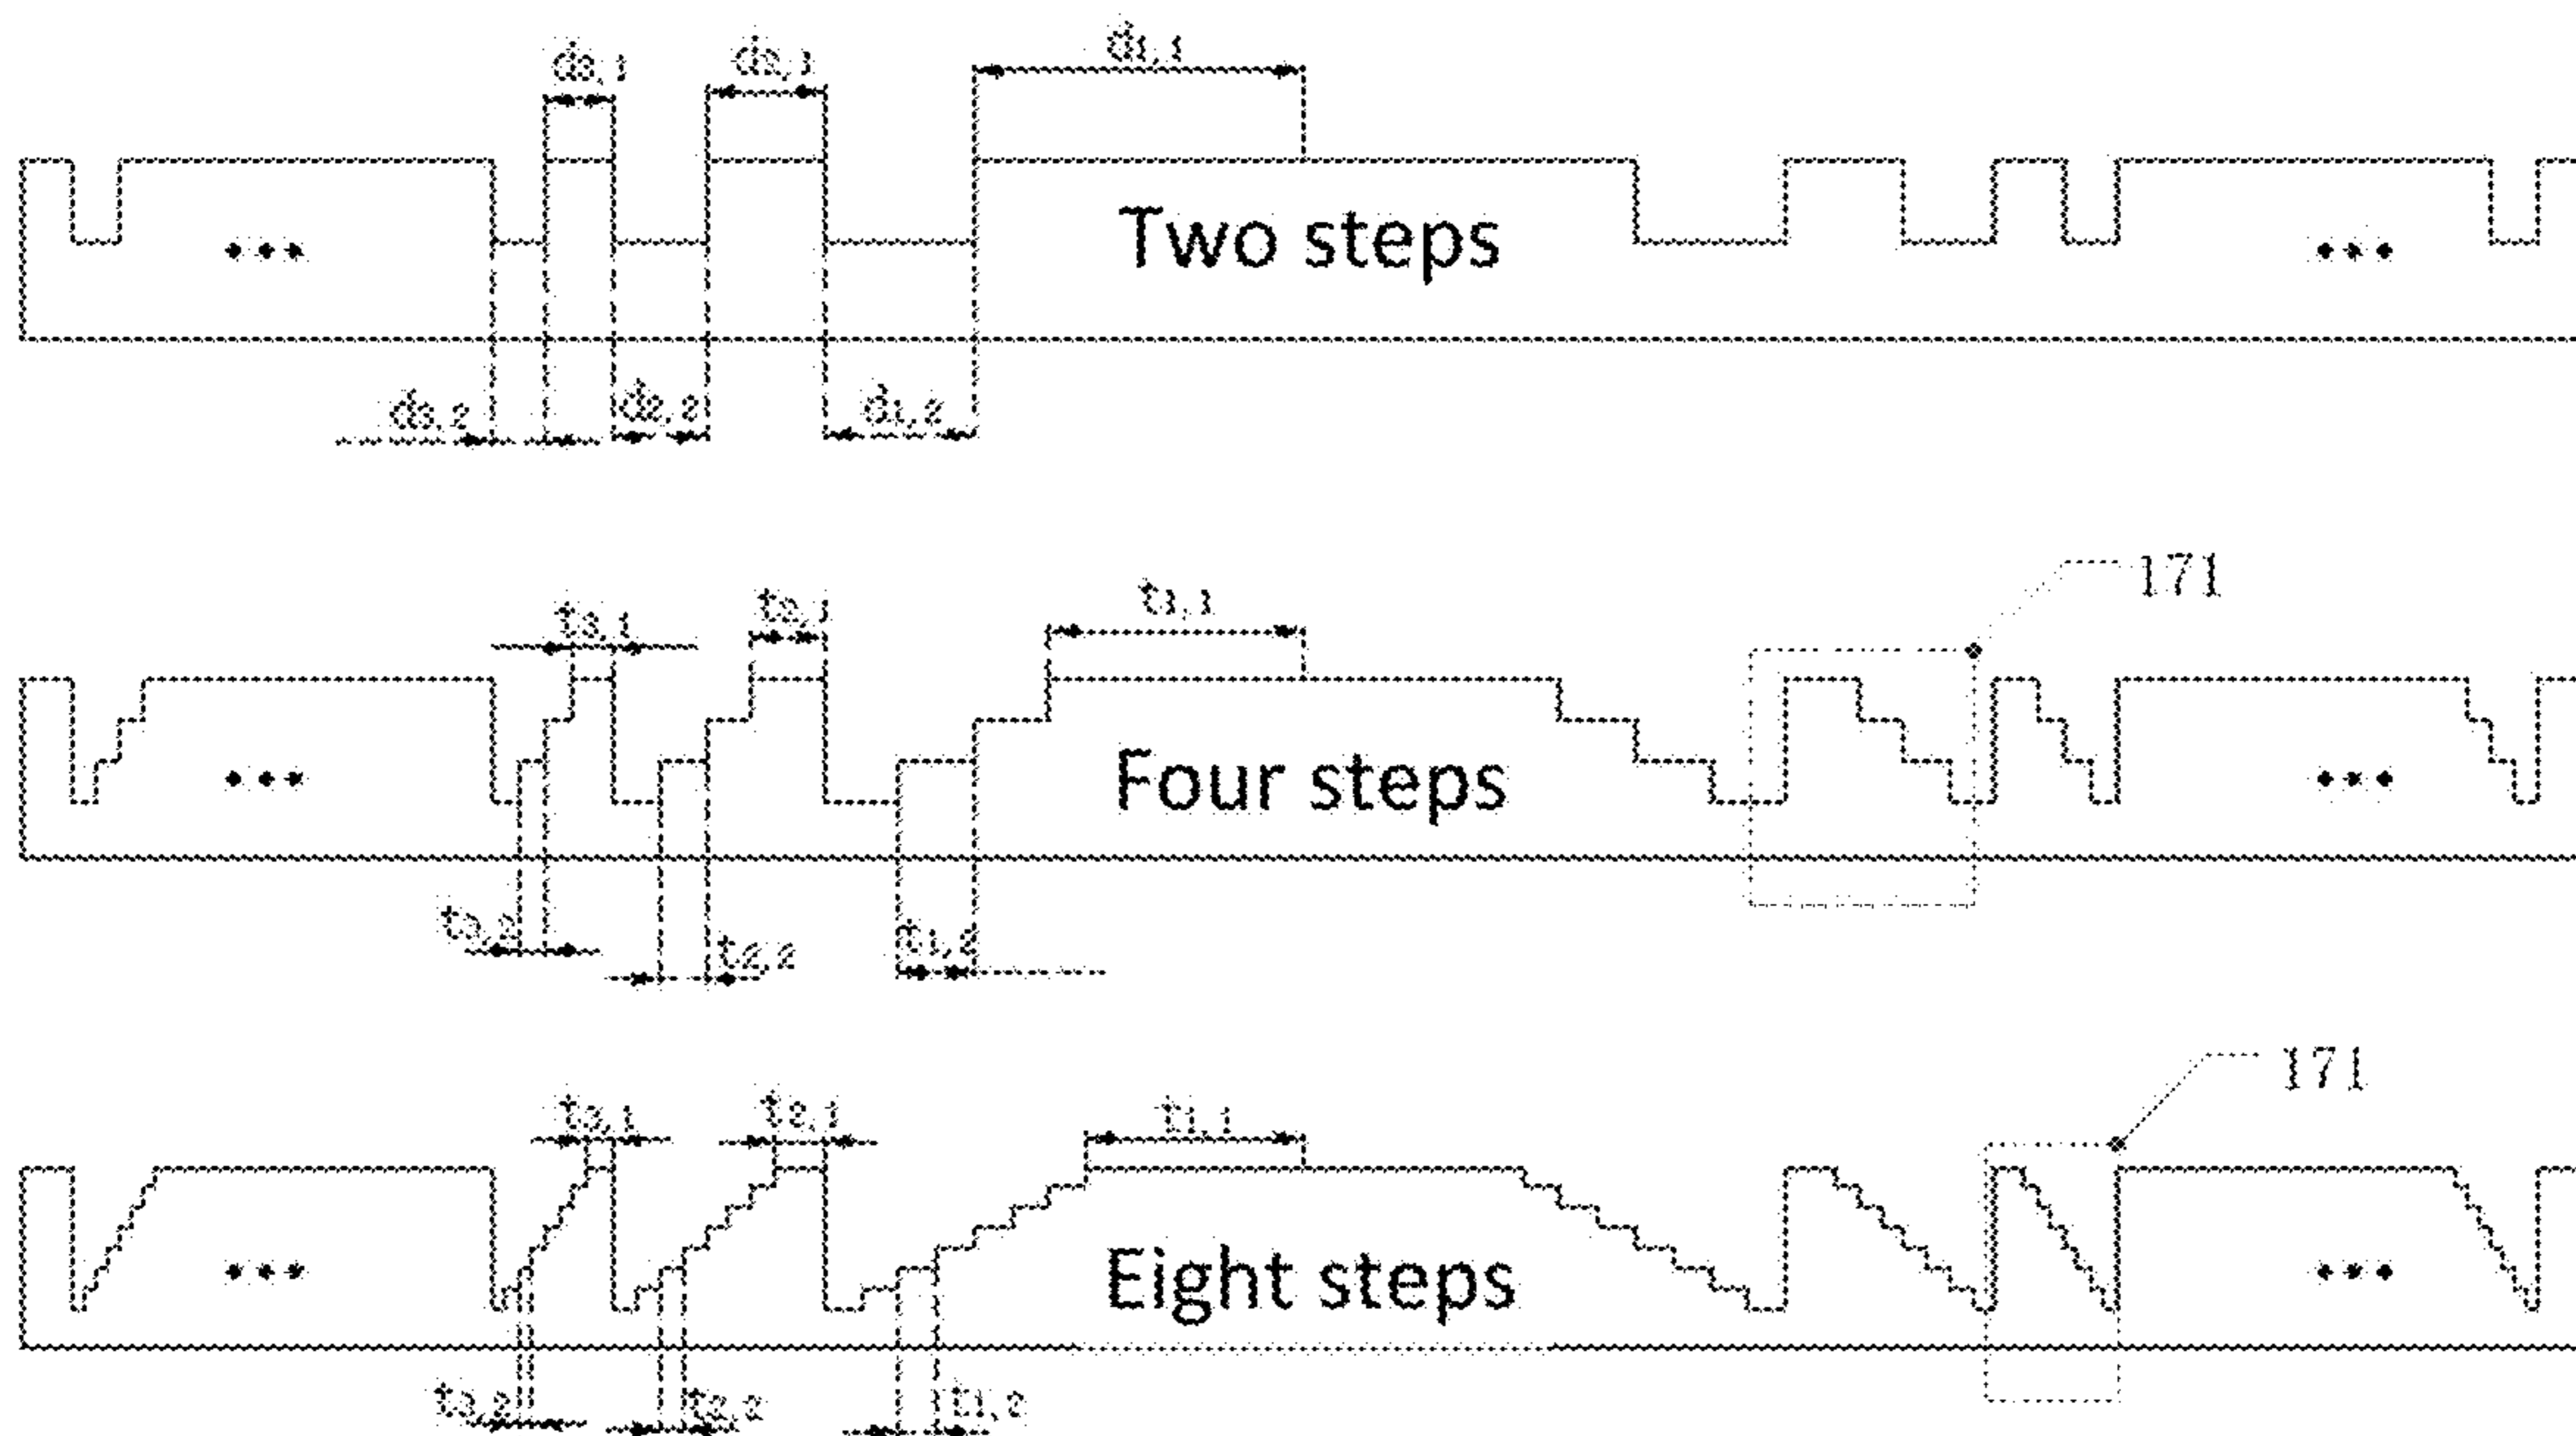 d3,1 d2,1 d1,1
Two steps
d3,2 d2,2 d1,2
171
t3,1 t2,1 t1,1
Four steps
t3,2 t2,2 t1,2
171
t3,1 t2,1 t1,1
Eight steps
t3,2 t2,2 t1,2